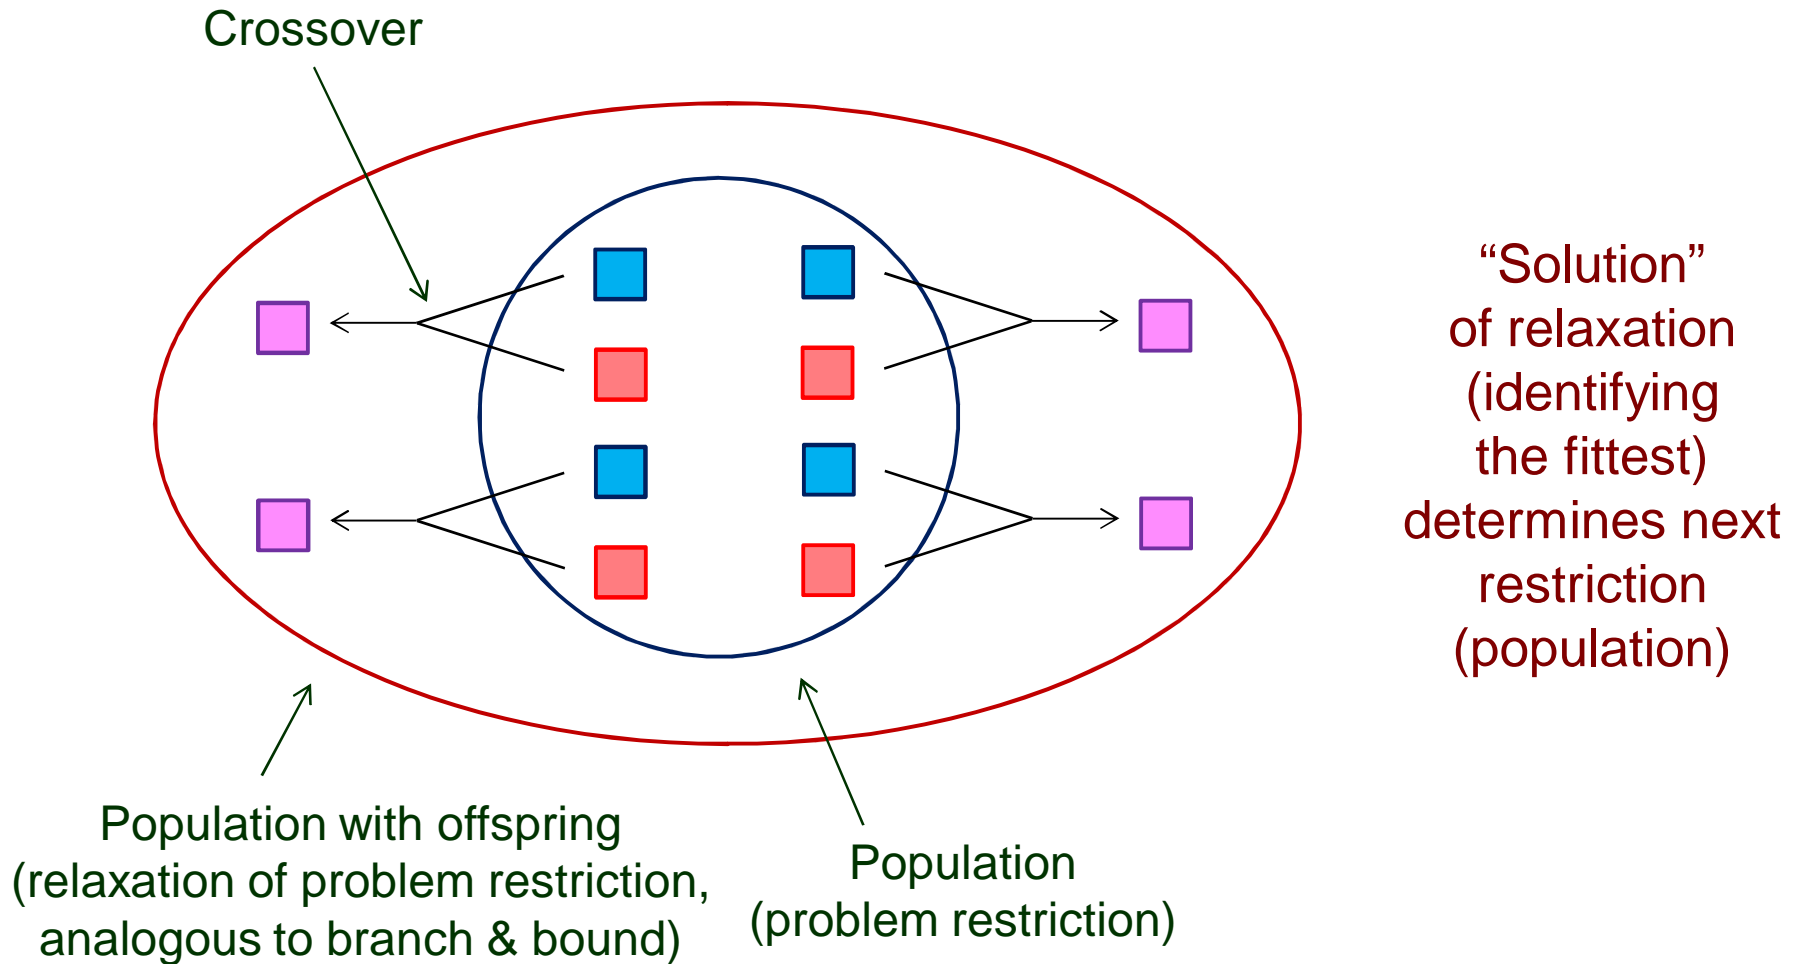 Crossover
“Solution”
of relaxation
(identifying
the fittest)
determines next
restriction
(population)
Population with offspring
(relaxation of problem restriction,
analogous to branch & bound)
Population
(problem restriction)